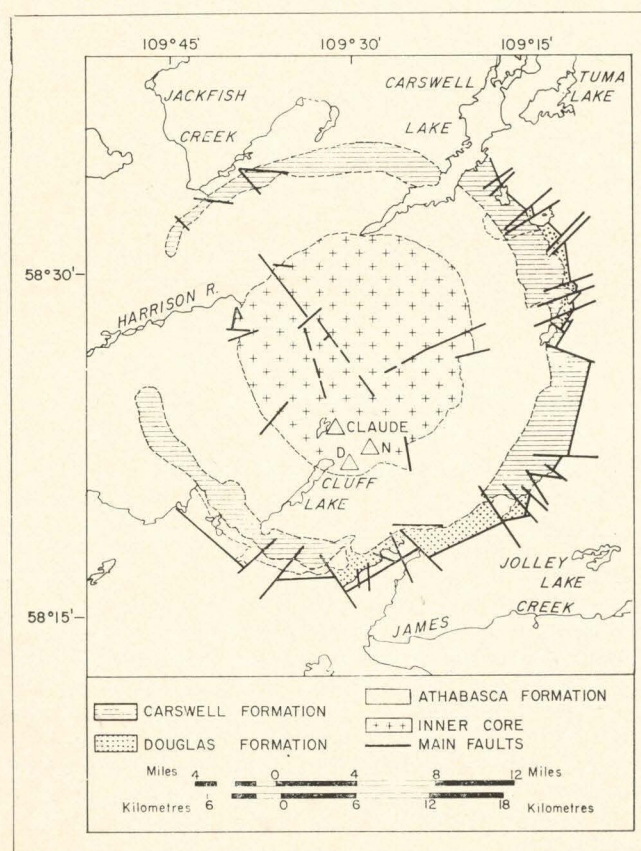 109°45' 109°30' 109°15'
CARSWELL TUMA
JACKFISH LAKE
LAKE
CREEK
58°30'
HARRISON R.
CLAUDE
D N
CLUFF
LAKE
JOLLEY
LAKE
58°15'
JAMES CREEK
CARSWELL FORMATION
DOUGLAS FORMATION
ATHABASCA FORMATION
INNER CORE
MAIN FAULTS
Miles 4 0 4 8 12 Miles
Kilometres 6 0 6 12 18 Kilometres